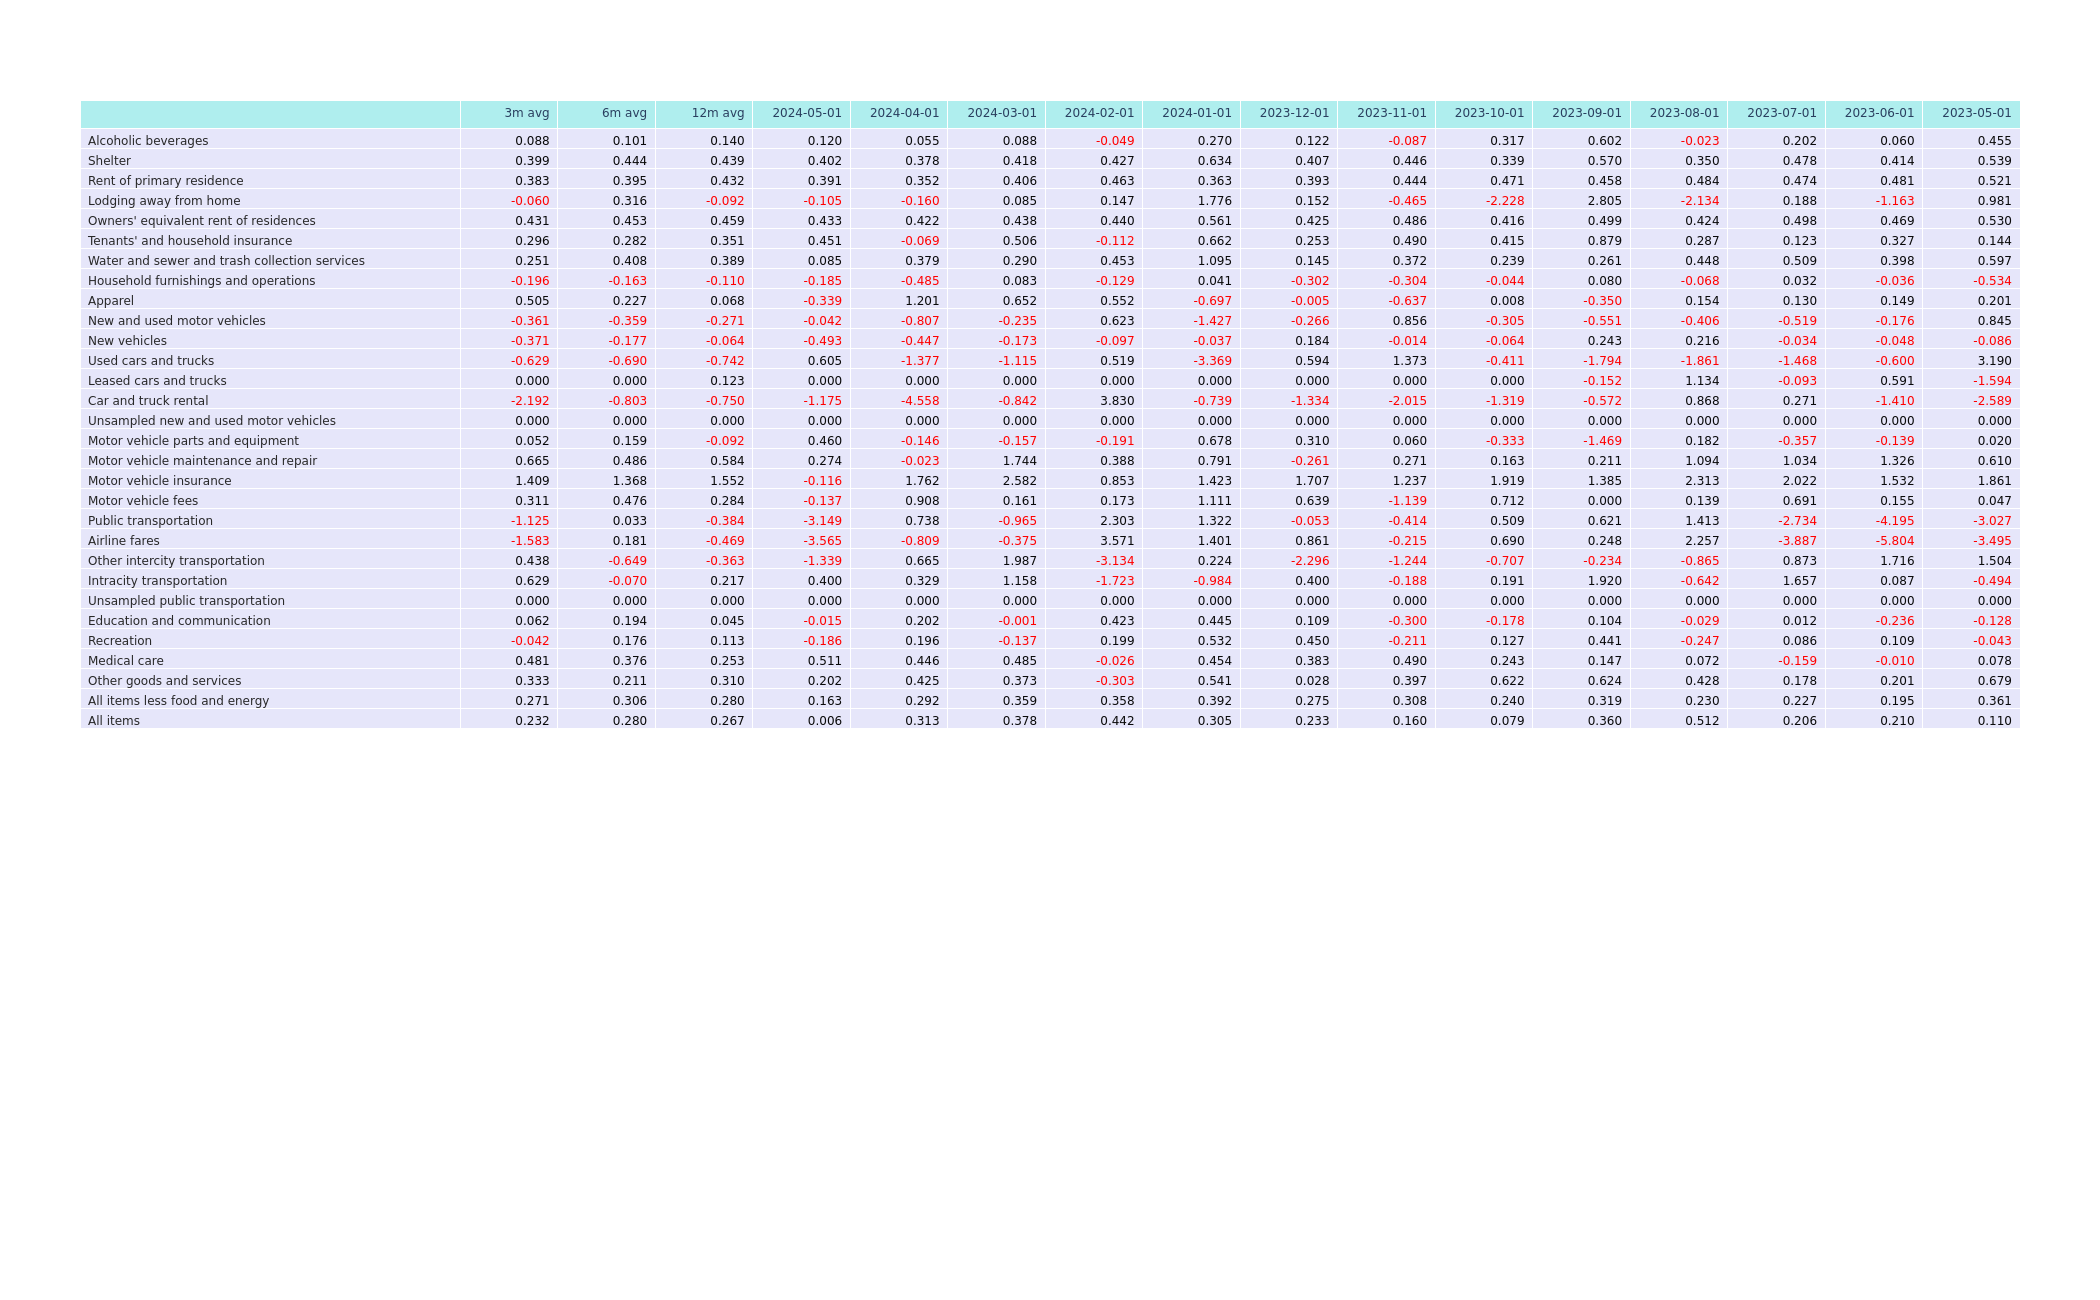 3m avg 6m avg 12m avg 2024-05-01 2024-04-01 2024-03-01 2024-02-01 2024-01-01 2023-12-01 2023-11-01 2023-10-01 2023-09-01 2023-08-01 2023-07-01 2023-06-01 2023-05-01
Alcoholic beverages 0.088 0.101 0.140 0.120 0.055 0.088 -0.049 0.270 0.122 -0.087 0.317 0.602 -0.023 0.202 0.060 0.455
Shelter 0.399 0.444 0.439 0.402 0.378 0.418 0.427 0.634 0.407 0.446 0.339 0.570 0.350 0.478 0.414 0.539
Rent of primary residence 0.383 0.395 0.432 0.391 0.352 0.406 0.463 0.363 0.393 0.444 0.471 0.458 0.484 0.474 0.481 0.521
Lodging away from home -0.060 0.316 -0.092 -0.105 -0.160 0.085 0.147 1.776 0.152 -0.465 -2.228 2.805 -2.134 0.188 -1.163 0.981
Owners' equivalent rent of residences 0.431 0.453 0.459 0.433 0.422 0.438 0.440 0.561 0.425 0.486 0.416 0.499 0.424 0.498 0.469 0.530
Tenants' and household insurance 0.296 0.282 0.351 0.451 -0.069 0.506 -0.112 0.662 0.253 0.490 0.415 0.879 0.287 0.123 0.327 0.144
Water and sewer and trash collection services 0.251 0.408 0.389 0.085 0.379 0.290 0.453 1.095 0.145 0.372 0.239 0.261 0.448 0.509 0.398 0.597
Household furnishings and operations -0.196 -0.163 -0.110 -0.185 -0.485 0.083 -0.129 0.041 -0.302 -0.304 -0.044 0.080 -0.068 0.032 -0.036 -0.534
Apparel 0.505 0.227 0.068 -0.339 1.201 0.652 0.552 -0.697 -0.005 -0.637 0.008 -0.350 0.154 0.130 0.149 0.201
New and used motor vehicles -0.361 -0.359 -0.271 -0.042 -0.807 -0.235 0.623 -1.427 -0.266 0.856 -0.305 -0.551 -0.406 -0.519 -0.176 0.845
New vehicles -0.371 -0.177 -0.064 -0.493 -0.447 -0.173 -0.097 -0.037 0.184 -0.014 -0.064 0.243 0.216 -0.034 -0.048 -0.086
Used cars and trucks -0.629 -0.690 -0.742 0.605 -1.377 -1.115 0.519 -3.369 0.594 1.373 -0.411 -1.794 -1.861 -1.468 -0.600 3.190
Leased cars and trucks 0.000 0.000 0.123 0.000 0.000 0.000 0.000 0.000 0.000 0.000 0.000 -0.152 1.134 -0.093 0.591 -1.594
Car and truck rental -2.192 -0.803 -0.750 -1.175 -4.558 -0.842 3.830 -0.739 -1.334 -2.015 -1.319 -0.572 0.868 0.271 -1.410 -2.589
Unsampled new and used motor vehicles 0.000 0.000 0.000 0.000 0.000 0.000 0.000 0.000 0.000 0.000 0.000 0.000 0.000 0.000 0.000 0.000
Motor vehicle parts and equipment 0.052 0.159 -0.092 0.460 -0.146 -0.157 -0.191 0.678 0.310 0.060 -0.333 -1.469 0.182 -0.357 -0.139 0.020
Motor vehicle maintenance and repair 0.665 0.486 0.584 0.274 -0.023 1.744 0.388 0.791 -0.261 0.271 0.163 0.211 1.094 1.034 1.326 0.610
Motor vehicle insurance 1.409 1.368 1.552 -0.116 1.762 2.582 0.853 1.423 1.707 1.237 1.919 1.385 2.313 2.022 1.532 1.861
Motor vehicle fees 0.311 0.476 0.284 -0.137 0.908 0.161 0.173 1.111 0.639 -1.139 0.712 0.000 0.139 0.691 0.155 0.047
Public transportation -1.125 0.033 -0.384 -3.149 0.738 -0.965 2.303 1.322 -0.053 -0.414 0.509 0.621 1.413 -2.734 -4.195 -3.027
Airline fares -1.583 0.181 -0.469 -3.565 -0.809 -0.375 3.571 1.401 0.861 -0.215 0.690 0.248 2.257 -3.887 -5.804 -3.495
Other intercity transportation 0.438 -0.649 -0.363 -1.339 0.665 1.987 -3.134 0.224 -2.296 -1.244 -0.707 -0.234 -0.865 0.873 1.716 1.504
Intracity transportation 0.629 -0.070 0.217 0.400 0.329 1.158 -1.723 -0.984 0.400 -0.188 0.191 1.920 -0.642 1.657 0.087 -0.494
Unsampled public transportation 0.000 0.000 0.000 0.000 0.000 0.000 0.000 0.000 0.000 0.000 0.000 0.000 0.000 0.000 0.000 0.000
Education and communication 0.062 0.194 0.045 -0.015 0.202 -0.001 0.423 0.445 0.109 -0.300 -0.178 0.104 -0.029 0.012 -0.236 -0.128
Recreation -0.042 0.176 0.113 -0.186 0.196 -0.137 0.199 0.532 0.450 -0.211 0.127 0.441 -0.247 0.086 0.109 -0.043
Medical care 0.481 0.376 0.253 0.511 0.446 0.485 -0.026 0.454 0.383 0.490 0.243 0.147 0.072 -0.159 -0.010 0.078
Other goods and services 0.333 0.211 0.310 0.202 0.425 0.373 -0.303 0.541 0.028 0.397 0.622 0.624 0.428 0.178 0.201 0.679
All items less food and energy 0.271 0.306 0.280 0.163 0.292 0.359 0.358 0.392 0.275 0.308 0.240 0.319 0.230 0.227 0.195 0.361
All items 0.232 0.280 0.267 0.006 0.313 0.378 0.442 0.305 0.233 0.160 0.079 0.360 0.512 0.206 0.210 0.110